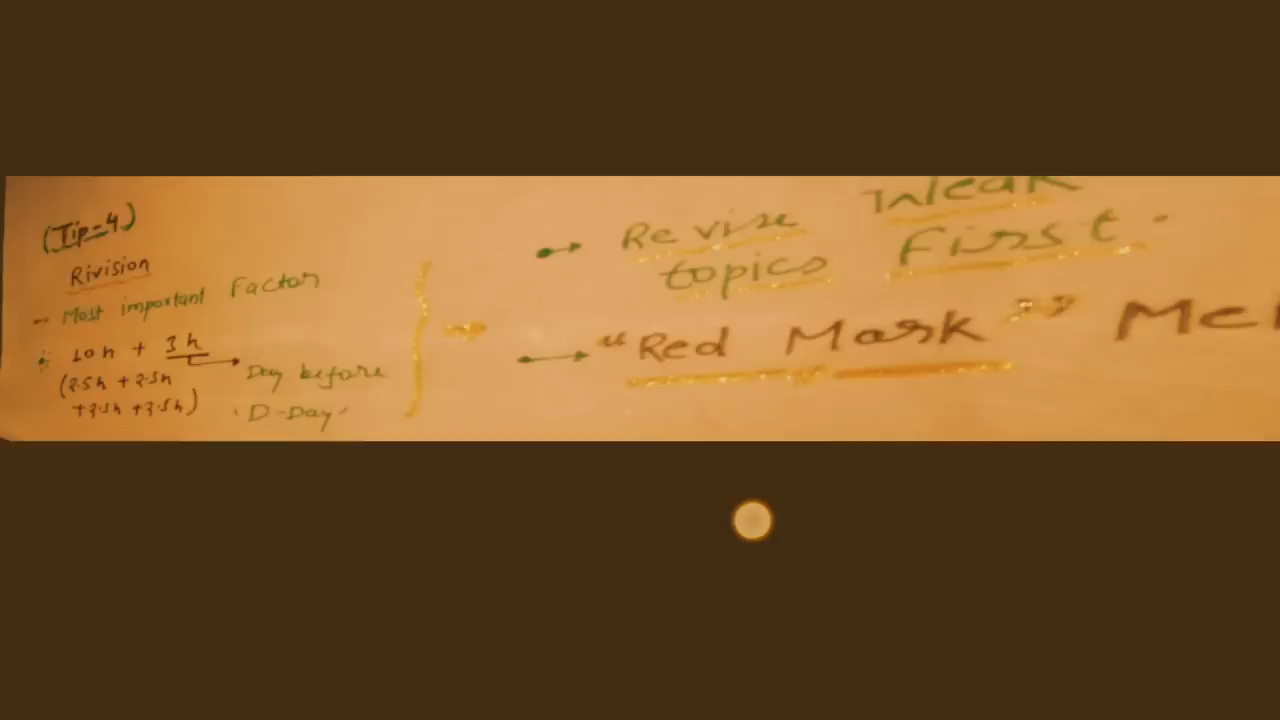 (Tip-4)
Rivision
- Most important Factor
10h + 3h
(2.5h + 2.5h
+2.5h +2.5h)
Day before
'D-Day'
Revise Weak
topics First.
"Red Mark"